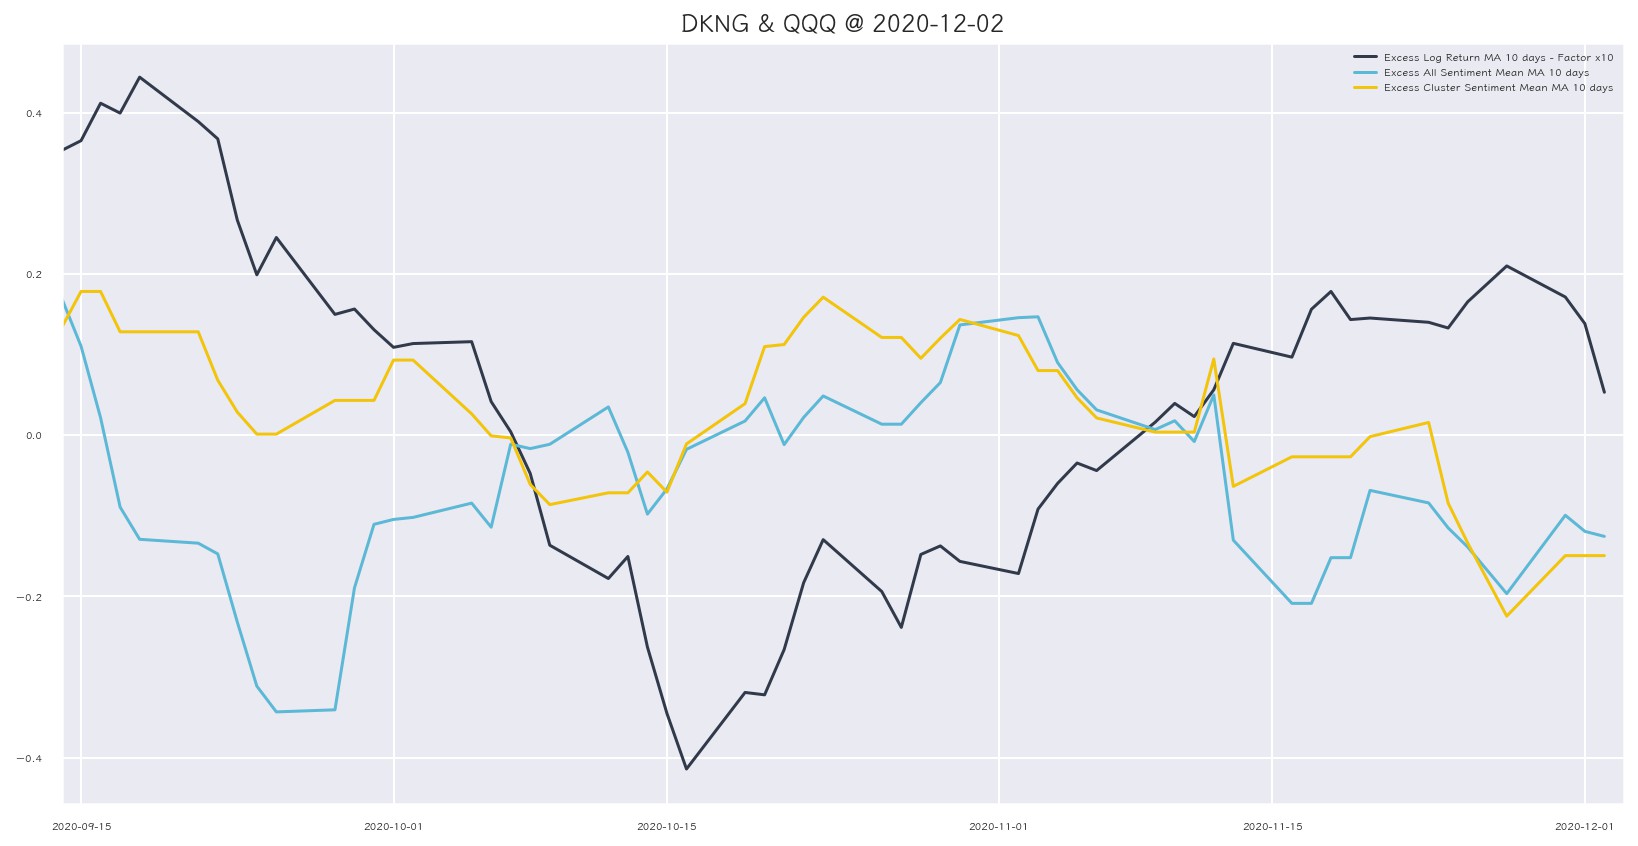 DKNG & QQQ @ 2020-12-02
Excess Log Return MA 10 days - Factor x10
Excess All Sentiment Mean MA 10 days
Excess Cluster Sentiment Mean MA 10 days
0.4
0.2
0.0
−0.2
−0.4
2020-09-15
2020-10-01
2020-10-15
2020-11-01
2020-11-15
2020-12-01